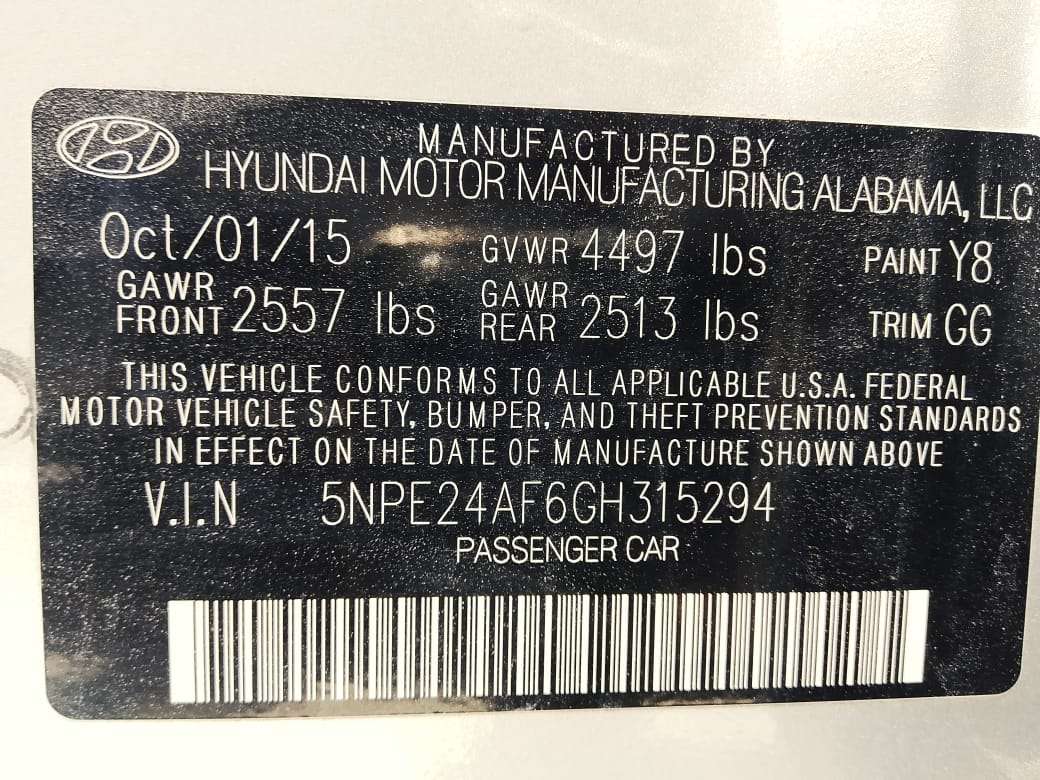 MANUFACTURED BY
HYUNDAI MOTOR MANUFACTURING ALABAMA, LLC
Oct/01/15 GVWR 4497 lbs PAINT Y8
GAWR FRONT 2557 lbs GAWR REAR 2513 lbs TRIM GG
THIS VEHICLE CONFORMS TO ALL APPLICABLE U.S.A. FEDERAL
MOTOR VEHICLE SAFETY, BUMPER, AND THEFT PREVENTION STANDARDS
IN EFFECT ON THE DATE OF MANUFACTURE SHOWN ABOVE
V.I.N 5NPE24AF6GH315294
PASSENGER CAR